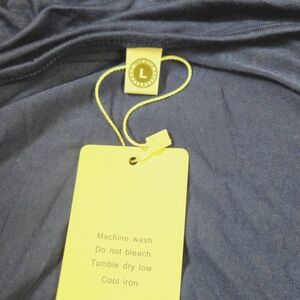 L
Machine wash
Do not bleach
Tumble dry low
Cool iron